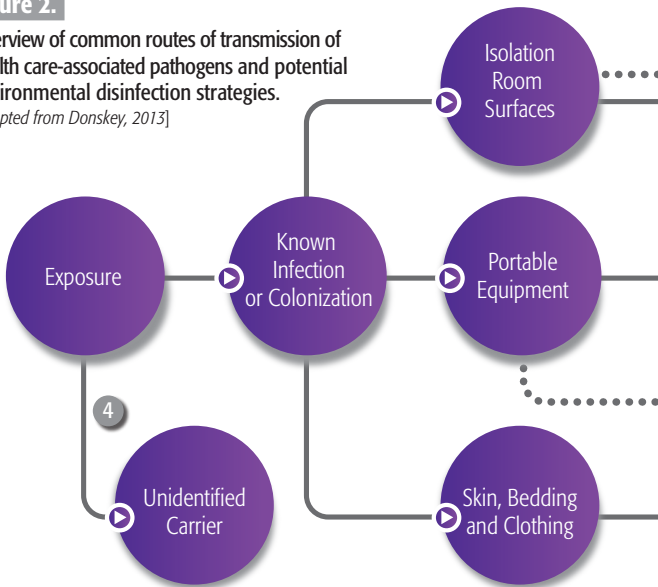 ure 2.
erview of common routes of transmission of
lth care-associated pathogens and potential
ironmental disinfection strategies.
pted from Donskey, 2013]
Isolation
Room
Surfaces
Exposure
Known
Infection
or Colonization
Portable
Equipment
4
Unidentified
Carrier
Skin, Bedding
and Clothing